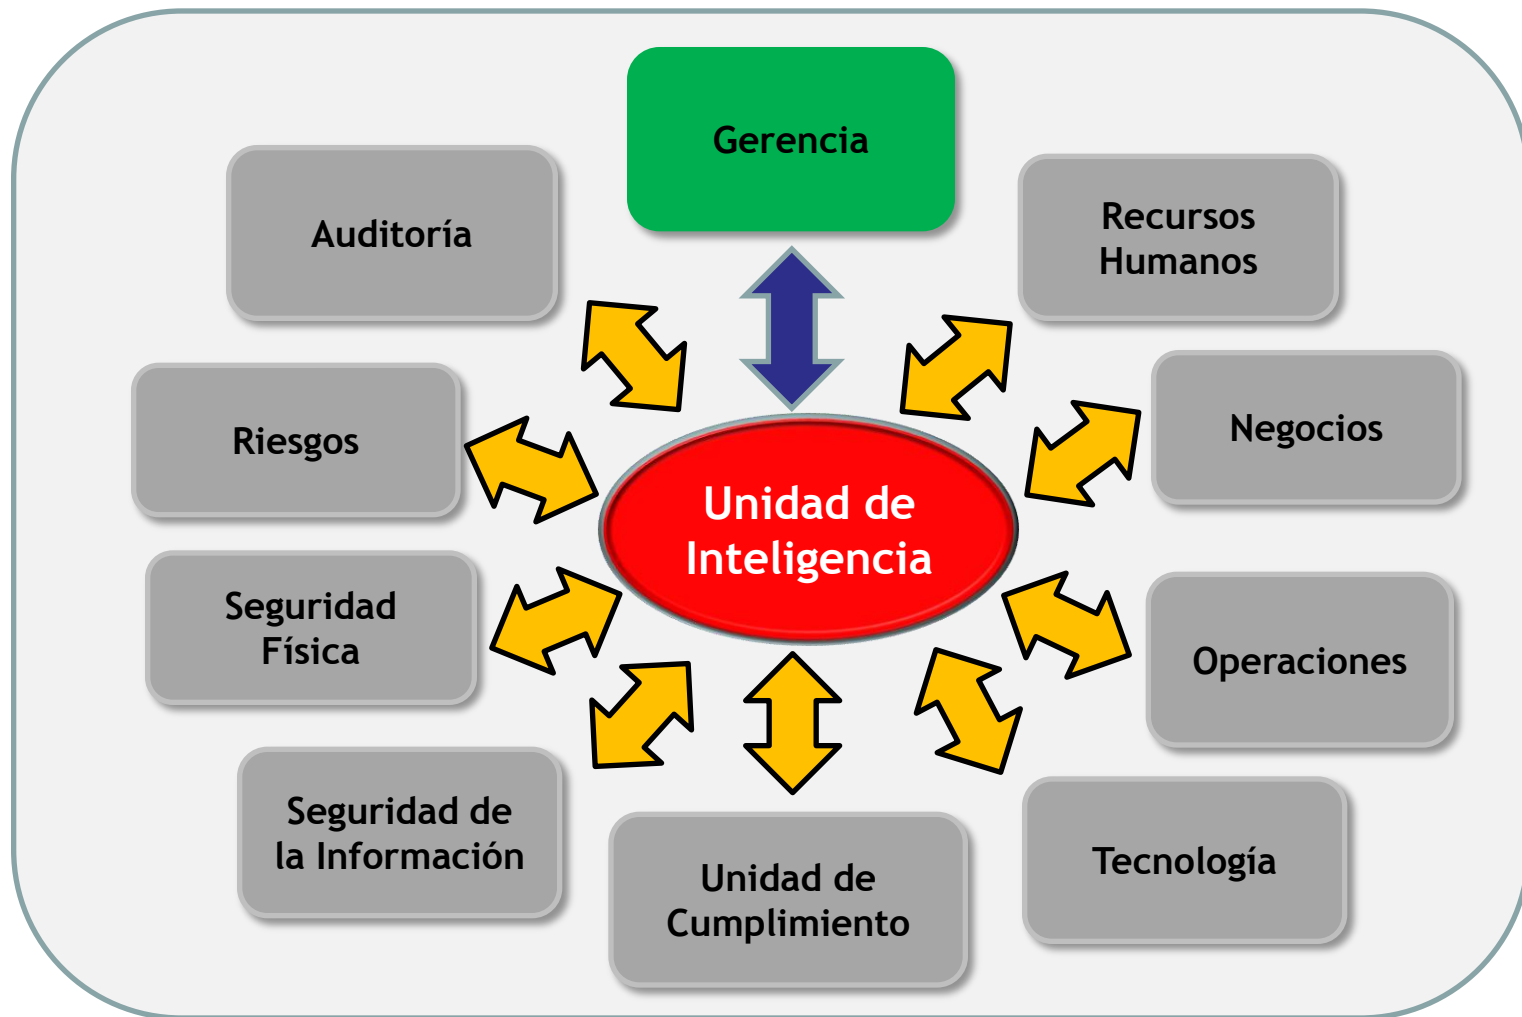 Gerencia
Auditoría
Recursos
Humanos
Riesgos
Negocios
Unidad de
Inteligencia
Seguridad
Física
Operaciones
Seguridad de
la Información
Unidad de
Cumplimiento
Tecnología